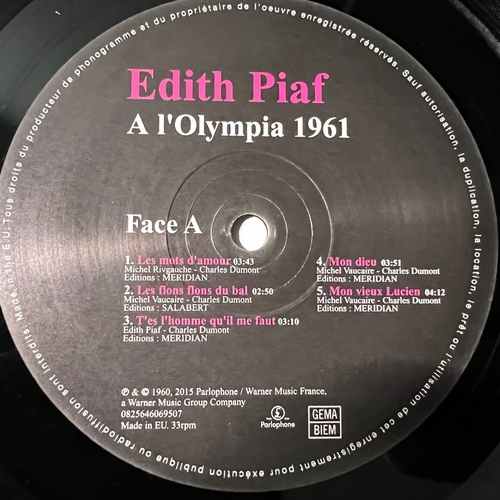 Tous droits du producteur de phonogramme et du propriétaire de l'oeuvre enregistrée réservés. Sauf autorisation, la duplication, la location, le prêt ou l'utilisation de cet enregistrement pour exécution publique ou radiodiffusion sont interdits. Made in the E.U.
Edith Piaf
A l'Olympia 1961
Face A
1. Les mots d'amour 03:43
Michel Rivgauche - Charles Dumont
Editions : MERIDIAN
2. Les flons flons du bal 02:50
Michel Vaucaire - Charles Dumont
Editions : SALABERT
3. T'es l'homme qu'il me faut 03:10
Edith Piaf - Charles Dumont
Editions : MERIDIAN
4. Mon dieu 03:51
Michel Vaucaire - Charles Dumont
Editions : MERIDIAN
5. Mon vieux Lucien 04:12
Michel Vaucaire - Charles Dumont
Editions : MERIDIAN
℗ & © 1960, 2015 Parlophone / Warner Music France,
a Warner Music Group Company
0825646069507
Made in EU. 33rpm
Parlophone
GEMA
BIEM